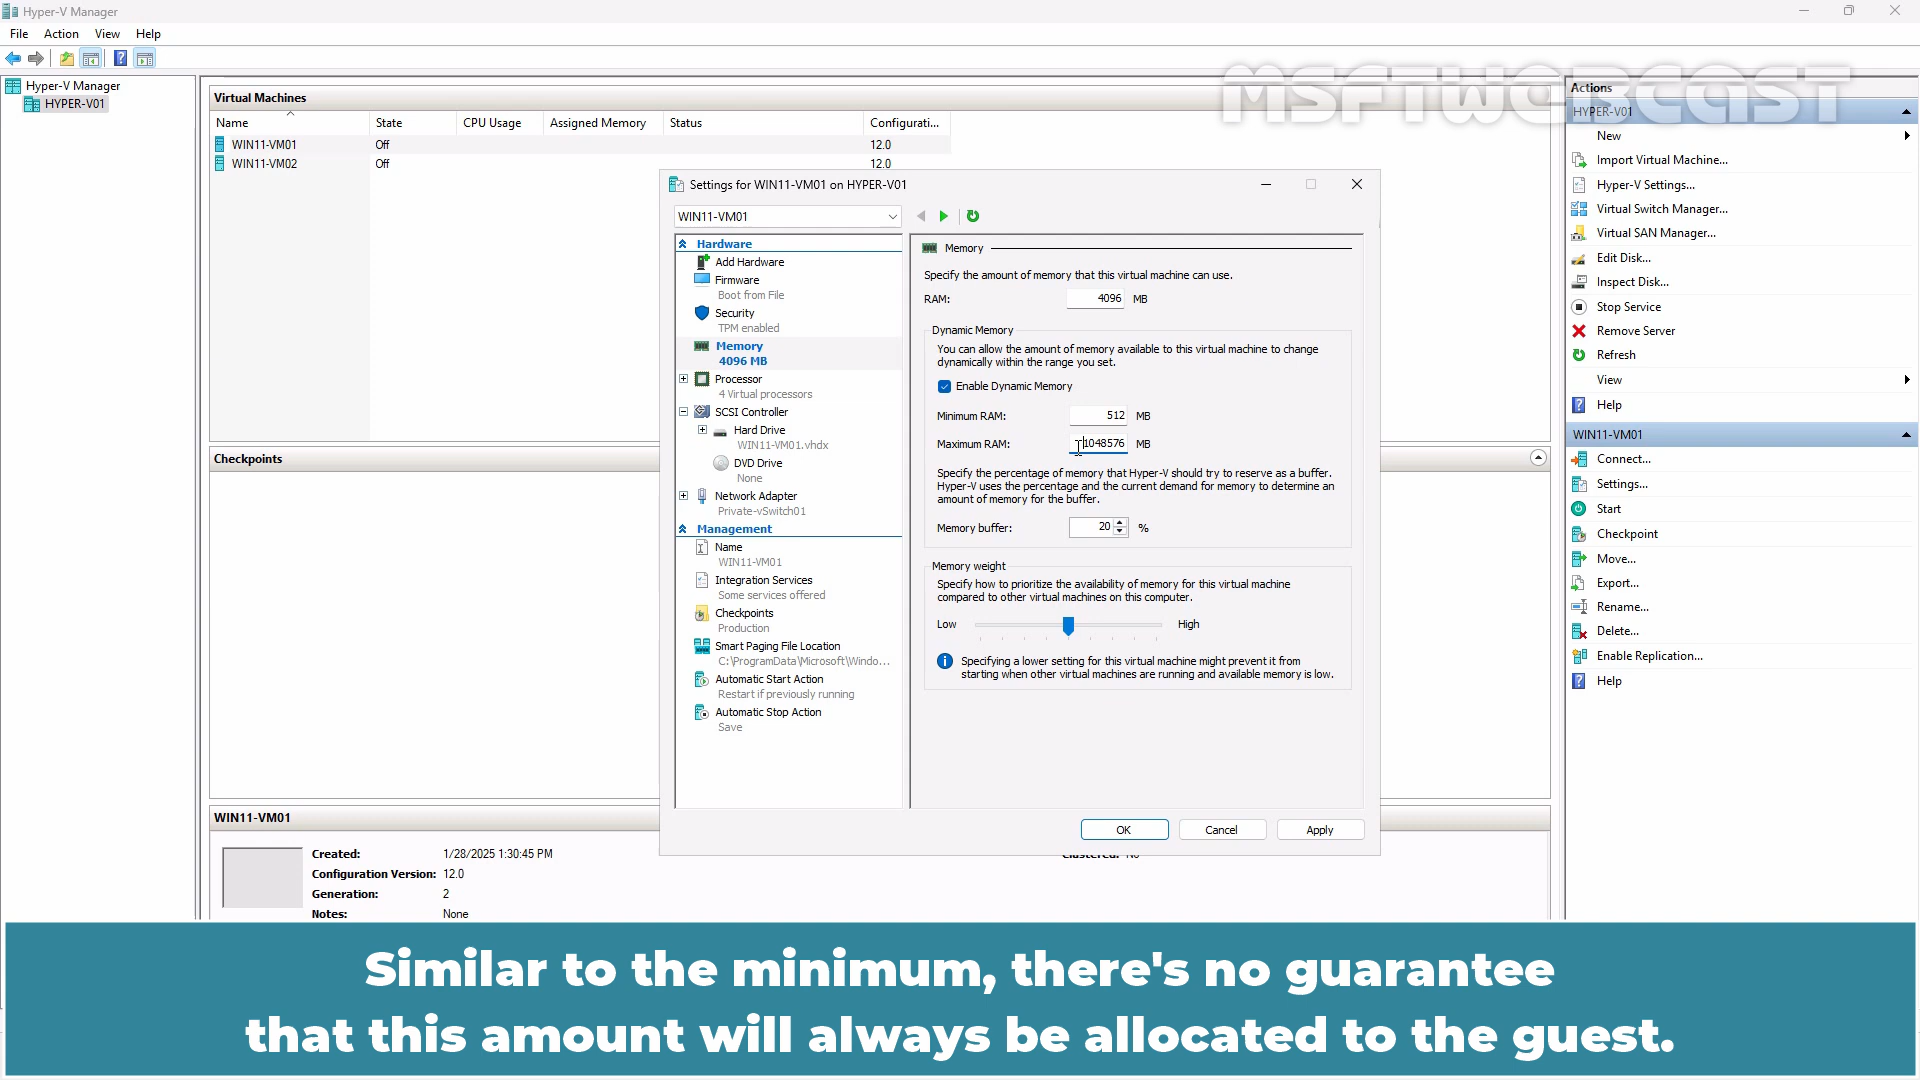 Hyper-V Manager
File Action View Help
Hyper-V Manager
HYPER-V01
Virtual Machines
Name State CPU Usage Assigned Memory Status Configurati...
WIN11-VM01 Off 12.0
WIN11-VM02 Off 12.0
Checkpoints
WIN11-VM01
Created: 1/28/2025 1:30:45 PM
Configuration Version: 12.0
Generation: 2
Notes: None
Clustered: No
Settings for WIN11-VM01 on HYPER-V01
WIN11-VM01
Hardware
Add Hardware
Firmware
Boot from File
Security
TPM enabled
Memory
4096 MB
Processor
4 Virtual processors
SCSI Controller
Hard Drive
WIN11-VM01.vhdx
DVD Drive
None
Network Adapter
Private-vSwitch01
Management
Name
WIN11-VM01
Integration Services
Some services offered
Checkpoints
Production
Smart Paging File Location
C:\ProgramData\Microsoft\Windo...
Automatic Start Action
Restart if previously running
Automatic Stop Action
Save
Memory
Specify the amount of memory that this virtual machine can use.
RAM: 4096 MB
Dynamic Memory
You can allow the amount of memory available to this virtual machine to change
dynamically within the range you set.
Enable Dynamic Memory
Minimum RAM: 512 MB
Maximum RAM: 1048576 MB
Specify the percentage of memory that Hyper-V should try to reserve as a buffer.
Hyper-V uses the percentage and the current demand for memory to determine an
amount of memory for the buffer.
Memory buffer: 20 %
Memory weight
Specify how to prioritize the availability of memory for this virtual machine
compared to other virtual machines on this computer.
Low High
Specifying a lower setting for this virtual machine might prevent it from
starting when other virtual machines are running and available memory is low.
OK Cancel Apply
MSFTWEBCAST
Actions
HYPER-V01
New
Import Virtual Machine...
Hyper-V Settings...
Virtual Switch Manager...
Virtual SAN Manager...
Edit Disk...
Inspect Disk...
Stop Service
Remove Server
Refresh
View
Help
WIN11-VM01
Connect...
Settings...
Start
Checkpoint
Move...
Export...
Rename...
Delete...
Enable Replication...
Help
Similar to the minimum, there's no guarantee
that this amount will always be allocated to the guest.